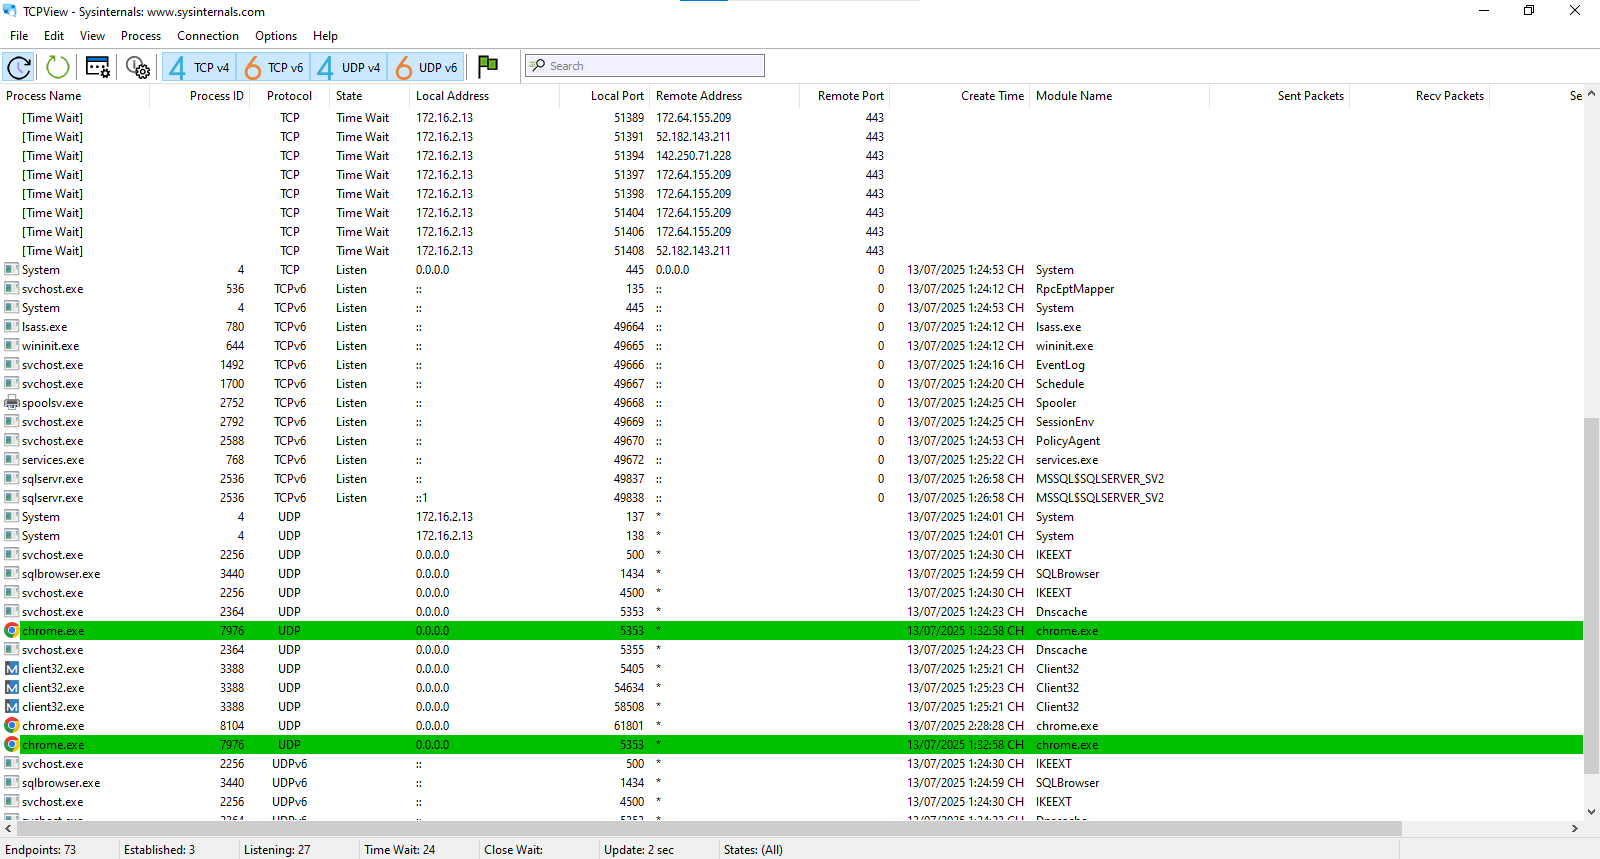 TCPView - Sysinternals: www.sysinternals.com
File Edit View Process Connection Options Help
4 TCP v4 6 TCP v6 4 UDP v4 6 UDP v6 Search
Process Name Process ID Protocol State Local Address Local Port Remote Address Remote Port Create Time Module Name Sent Packets Recv Packets Se
[Time Wait] TCP Time Wait 172.16.2.13 51389 172.64.155.209 443
[Time Wait] TCP Time Wait 172.16.2.13 51391 52.182.143.211 443
[Time Wait] TCP Time Wait 172.16.2.13 51394 142.250.71.228 443
[Time Wait] TCP Time Wait 172.16.2.13 51397 172.64.155.209 443
[Time Wait] TCP Time Wait 172.16.2.13 51398 172.64.155.209 443
[Time Wait] TCP Time Wait 172.16.2.13 51404 172.64.155.209 443
[Time Wait] TCP Time Wait 172.16.2.13 51406 172.64.155.209 443
[Time Wait] TCP Time Wait 172.16.2.13 51408 52.182.143.211 443
System 4 TCP Listen 0.0.0.0 445 0.0.0.0 0 13/07/2025 1:24:53 CH System
svchost.exe 536 TCPv6 Listen :: 135 :: 0 13/07/2025 1:24:12 CH RpcEptMapper
System 4 TCPv6 Listen :: 445 :: 0 13/07/2025 1:24:53 CH System
lsass.exe 780 TCPv6 Listen :: 49664 :: 0 13/07/2025 1:24:12 CH lsass.exe
wininit.exe 644 TCPv6 Listen :: 49665 :: 0 13/07/2025 1:24:12 CH wininit.exe
svchost.exe 1492 TCPv6 Listen :: 49666 :: 0 13/07/2025 1:24:16 CH EventLog
svchost.exe 1700 TCPv6 Listen :: 49667 :: 0 13/07/2025 1:24:20 CH Schedule
spoolsv.exe 2752 TCPv6 Listen :: 49668 :: 0 13/07/2025 1:24:25 CH Spooler
svchost.exe 2792 TCPv6 Listen :: 49669 :: 0 13/07/2025 1:24:25 CH SessionEnv
svchost.exe 2588 TCPv6 Listen :: 49670 :: 0 13/07/2025 1:24:53 CH PolicyAgent
services.exe 768 TCPv6 Listen :: 49672 :: 0 13/07/2025 1:25:22 CH services.exe
sqlservr.exe 2536 TCPv6 Listen :: 49837 :: 0 13/07/2025 1:26:58 CH MSSQL$SQLSERVER_SV2
sqlservr.exe 2536 TCPv6 Listen ::1 49838 :: 0 13/07/2025 1:26:58 CH MSSQL$SQLSERVER_SV2
System 4 UDP 172.16.2.13 137 * 13/07/2025 1:24:01 CH System
System 4 UDP 172.16.2.13 138 * 13/07/2025 1:24:01 CH System
svchost.exe 2256 UDP 0.0.0.0 500 * 13/07/2025 1:24:30 CH IKEEXT
sqlbrowser.exe 3440 UDP 0.0.0.0 1434 * 13/07/2025 1:24:59 CH SQLBrowser
svchost.exe 2256 UDP 0.0.0.0 4500 * 13/07/2025 1:24:30 CH IKEEXT
svchost.exe 2364 UDP 0.0.0.0 5353 * 13/07/2025 1:24:23 CH Dnscache
chrome.exe 7976 UDP 0.0.0.0 5353 * 13/07/2025 1:32:58 CH chrome.exe
svchost.exe 2364 UDP 0.0.0.0 5355 * 13/07/2025 1:24:23 CH Dnscache
client32.exe 3388 UDP 0.0.0.0 5405 * 13/07/2025 1:25:21 CH Client32
client32.exe 3388 UDP 0.0.0.0 54634 * 13/07/2025 1:25:23 CH Client32
client32.exe 3388 UDP 0.0.0.0 58508 * 13/07/2025 1:25:21 CH Client32
chrome.exe 8104 UDP 0.0.0.0 61801 * 13/07/2025 2:28:28 CH chrome.exe
chrome.exe 7976 UDP 0.0.0.0 5353 * 13/07/2025 1:32:58 CH chrome.exe
svchost.exe 2256 UDPv6 :: 500 * 13/07/2025 1:24:30 CH IKEEXT
sqlbrowser.exe 3440 UDPv6 :: 1434 * 13/07/2025 1:24:59 CH SQLBrowser
svchost.exe 2256 UDPv6 :: 4500 * 13/07/2025 1:24:30 CH IKEEXT
Endpoints: 73 Established: 3 Listening: 27 Time Wait: 24 Close Wait: Update: 2 sec States: (All)